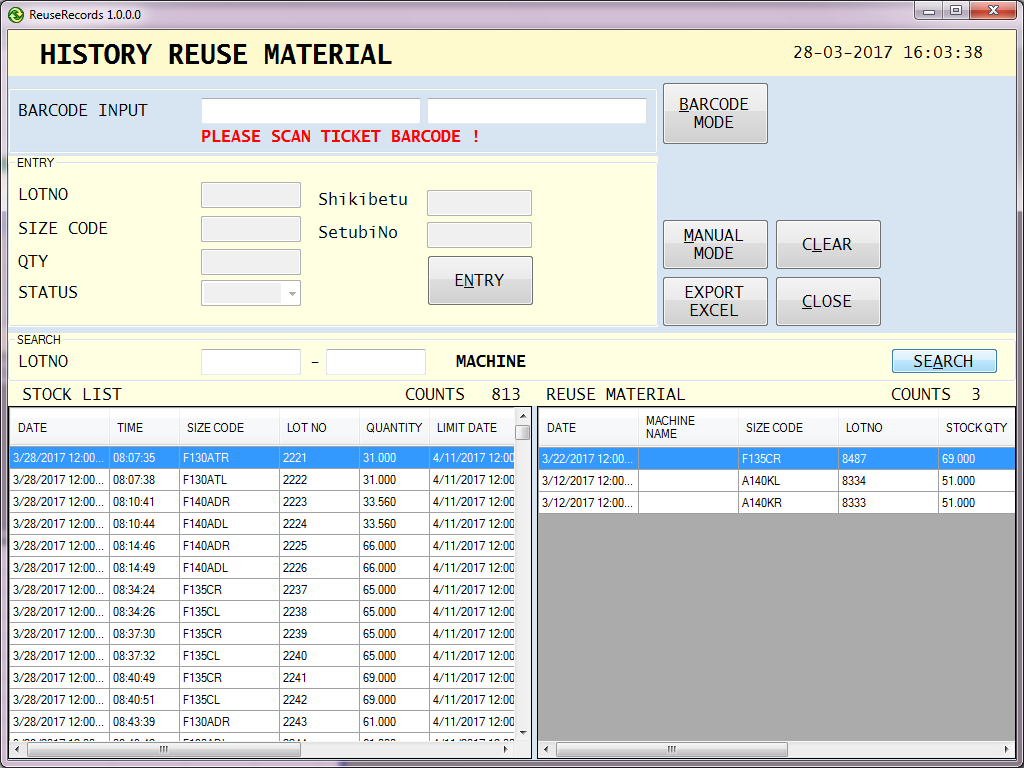 ReuseRecords 1.0.0.0
HISTORY REUSE MATERIAL 28-03-2017 16:03:38
BARCODE INPUT
PLEASE SCAN TICKET BARCODE !
BARCODE
MODE
ENTRY
LOTNO Shikibetu
SIZE CODE SetubiNo
QTY
STATUS
ENTRY
MANUAL
MODE
CLEAR
EXPORT
EXCEL
CLOSE
SEARCH
LOTNO – MACHINE SEARCH
STOCK LIST COUNTS 813
DATE TIME SIZE CODE LOT NO QUANTITY LIMIT DATE
3/28/2017 12:00... 08:07:35 F130ATR 2221 31.000 4/11/2017 12:00
3/28/2017 12:00... 08:07:38 F130ATL 2222 31.000 4/11/2017 12:00
3/28/2017 12:00... 08:10:41 F140ADR 2223 33.560 4/11/2017 12:00
3/28/2017 12:00... 08:10:44 F140ADL 2224 33.560 4/11/2017 12:00
3/28/2017 12:00... 08:14:46 F140ADR 2225 66.000 4/11/2017 12:00
3/28/2017 12:00... 08:14:49 F140ADL 2226 66.000 4/11/2017 12:00
3/28/2017 12:00... 08:34:24 F135CR 2237 65.000 4/11/2017 12:00
3/28/2017 12:00... 08:34:26 F135CL 2238 65.000 4/11/2017 12:00
3/28/2017 12:00... 08:37:30 F135CR 2239 65.000 4/11/2017 12:00
3/28/2017 12:00... 08:37:32 F135CL 2240 65.000 4/11/2017 12:00
3/28/2017 12:00... 08:40:49 F135CR 2241 69.000 4/11/2017 12:00
3/28/2017 12:00... 08:40:51 F135CL 2242 69.000 4/11/2017 12:00
3/28/2017 12:00... 08:43:39 F130ADR 2243 61.000 4/11/2017 12:00
REUSE MATERIAL COUNTS 3
DATE MACHINE NAME SIZE CODE LOTNO STOCK QTY
3/22/2017 12:00... F135CR 8487 69.000
3/12/2017 12:00... A140KL 8334 51.000
3/12/2017 12:00... A140KR 8333 51.000